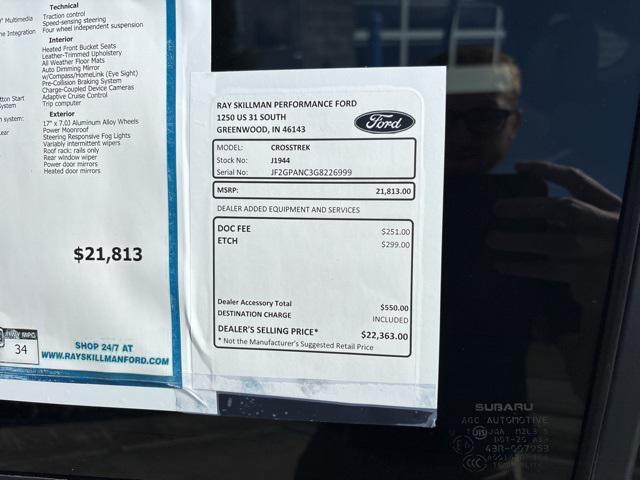 Technical
Traction control
Speed-sensing steering
Four wheel independent suspension
Interior
Heated Front Bucket Seats
Leather-Trimmed Upholstery
All Weather Floor Mats
Auto Dimming Mirror
w/Compass/HomeLink (Eye Sight)
Pre-Collision Braking System
Charge-Coupled Device Cameras
Adaptive Cruise Control
Trip computer
Exterior
17" x 7.0J Aluminum Alloy Wheels
Power Moonroof
Steering Responsive Fog Lights
Variably intermittent wipers
Roof rack: rails only
Rear window wiper
Power door mirrors
Heated door mirrors
Multimedia
Integration
Start
system:
$21,813
MPG
34
SHOP 24/7 AT
WWW.RAYSKILLMANFORD.COM
RAY SKILLMAN PERFORMANCE FORD
1250 US 31 SOUTH
GREENWOOD, IN 46143
Ford
MODEL: CROSSTREK
Stock No: J1944
Serial No: JF2GPANC3G8226999
MSRP: 21,813.00
DEALER ADDED EQUIPMENT AND SERVICES
DOC FEE $251.00
ETCH $299.00
Dealer Accessory Total $550.00
DESTINATION CHARGE INCLUDED
DEALER'S SELLING PRICE* $22,363.00
* Not the Manufacturer's Suggested Retail Price
SUBARU
AGC AUTOMOTIVE
43R-007953